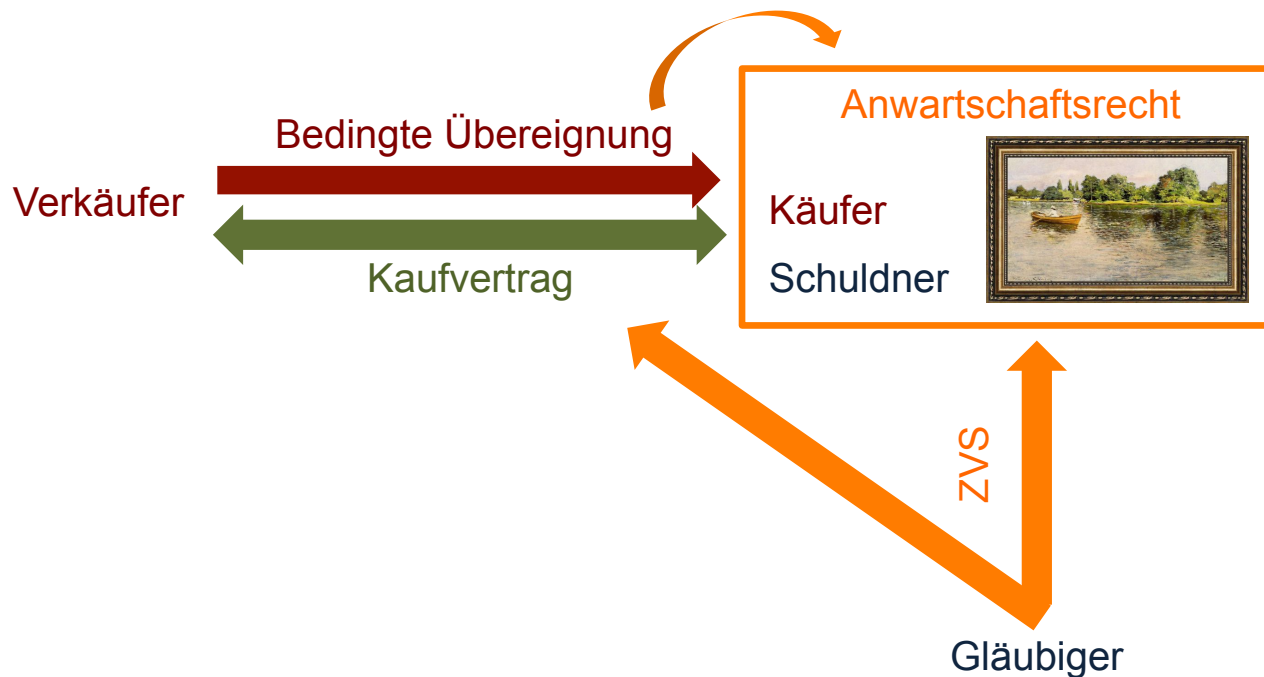 Anwartschaftsrecht
Bedingte Übereignung
Verkäufer
Käufer
Kaufvertrag
Schuldner
ZVS
Gläubiger